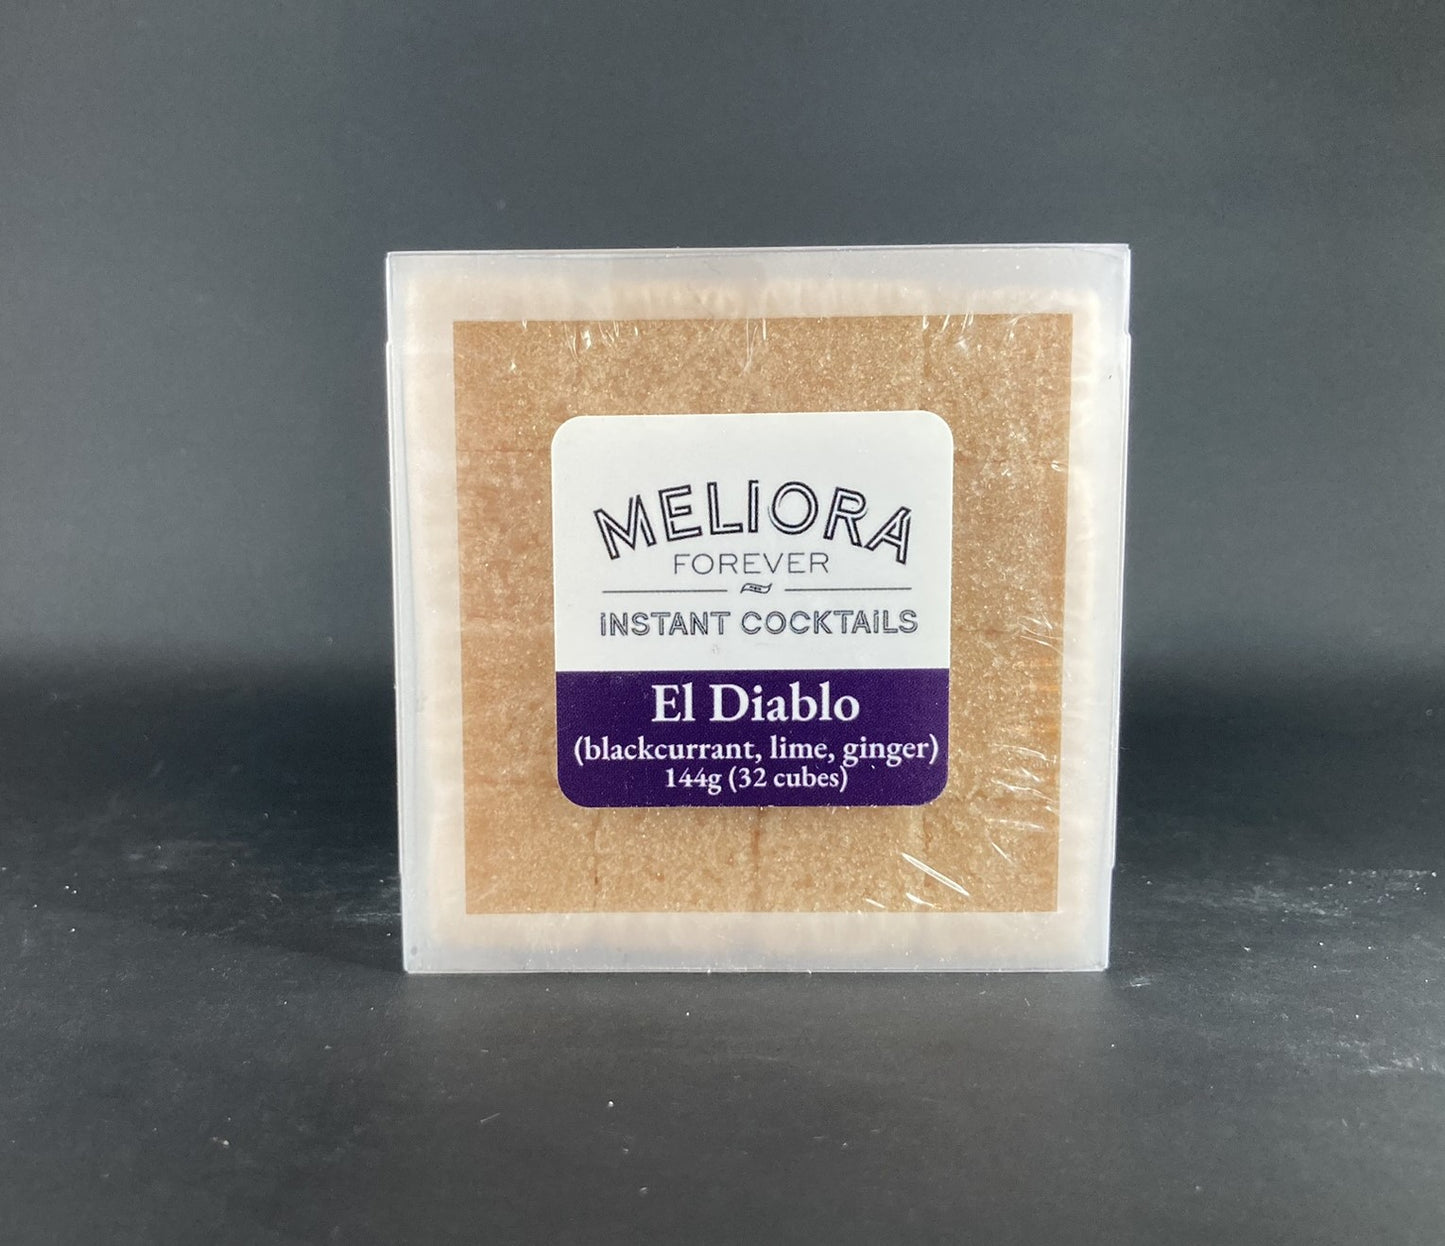 MELIORA
FOREVER
INSTANT COCKTAILS
El Diablo
(blackcurrant, lime, ginger)
144g (32 cubes)